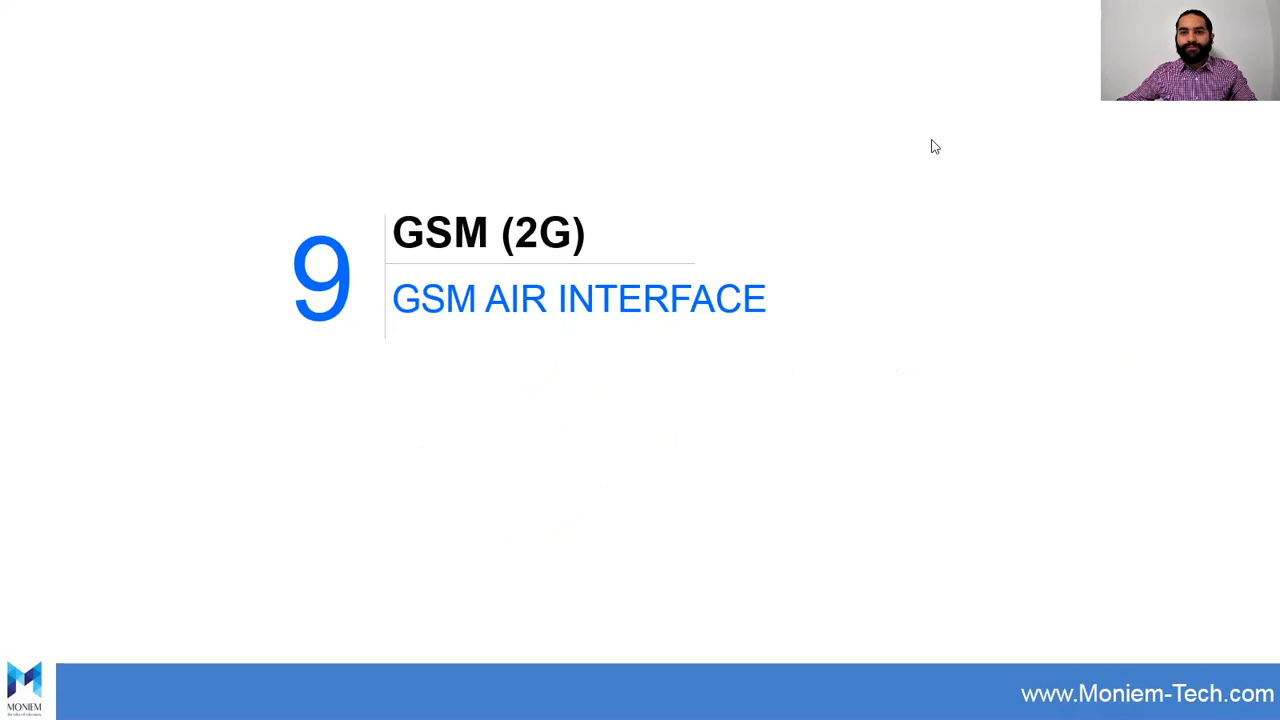 9
GSM (2G)
GSM AIR INTERFACE
MONIEM
www.Moniem-Tech.com